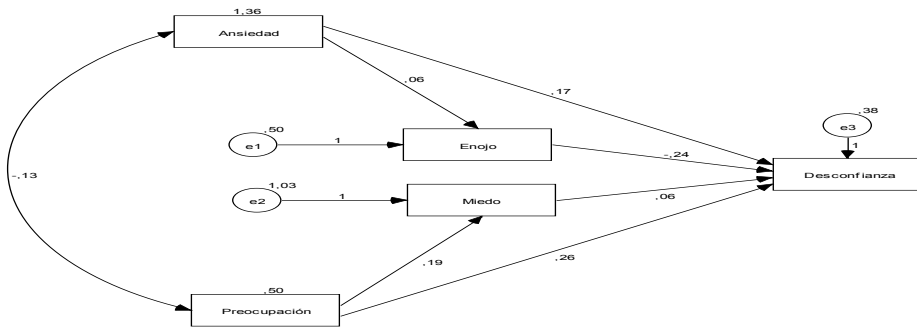 1,36
Ansiedad
,06
,17
,38
e3
1
,50
e1
1
Enojo
-,24
Desconfianza
-,13
1,03
e2
1
Miedo
,06
,19
,26
,50
Preocupación